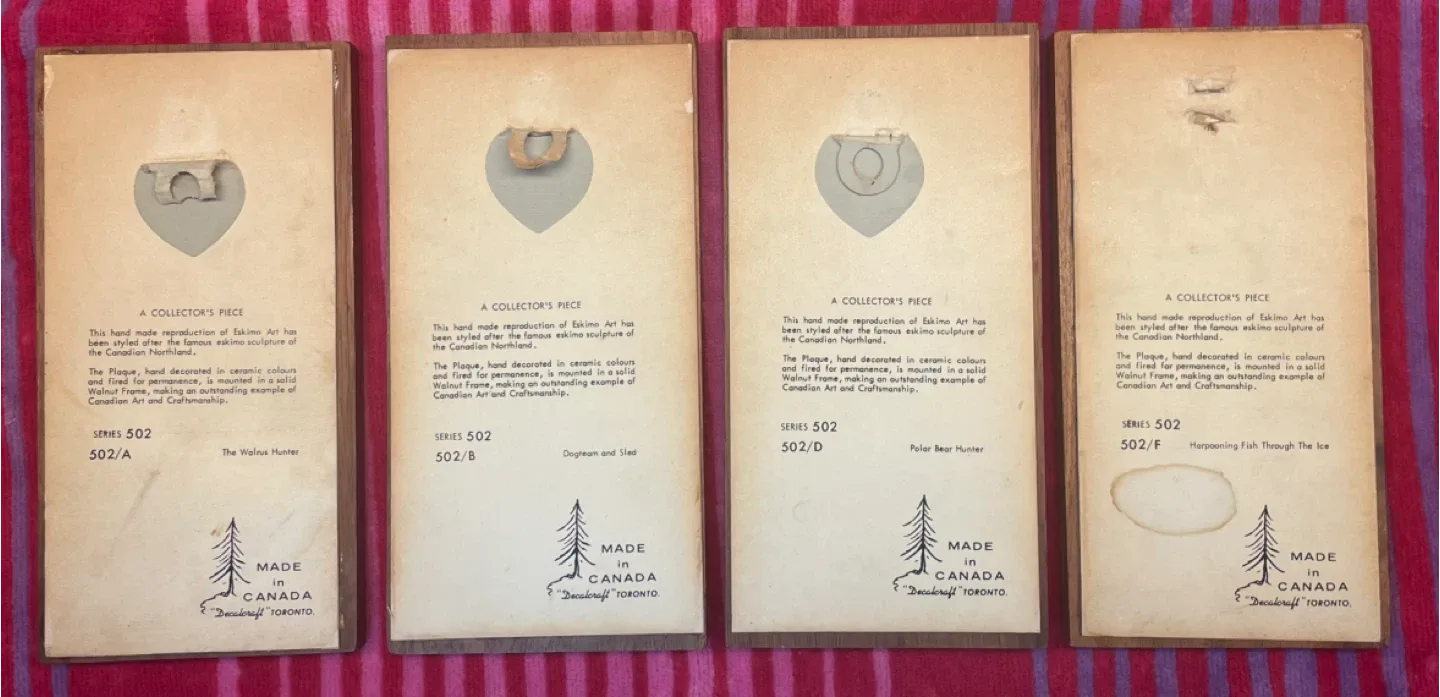 A COLLECTOR'S PIECE
This hand made reproduction of Eskimo Art has
been styled after the famous eskimo sculpture of
the Canadian Northland.
The Plaque, hand decorated in ceramic colours
and fired for permanence, is mounted in a solid
Walnut Frame, making an outstanding example of
Canadian Art and Craftsmanship.
SERIES 502
502/A The Walrus Hunter
MADE
in
CANADA
"Decalcraft" TORONTO.
A COLLECTOR'S PIECE
This hand made reproduction of Eskimo Art has
been styled after the famous eskimo sculpture of
the Canadian Northland.
The Plaque, hand decorated in ceramic colours
and fired for permanence, is mounted in a solid
Walnut Frame, making an outstanding example of
Canadian Art and Craftsmanship.
SERIES 502
502/B Dogteam and Sled
MADE
in
CANADA
"Decalcraft" TORONTO.
A COLLECTOR'S PIECE
This hand made reproduction of Eskimo Art has
been styled after the famous eskimo sculpture of
the Canadian Northland.
The Plaque, hand decorated in ceramic colours
and fired for permanence, is mounted in a solid
Walnut Frame, making an outstanding example of
Canadian Art and Craftsmanship.
SERIES 502
502/D Polar Bear Hunter
MADE
in
CANADA
"Decalcraft" TORONTO.
A COLLECTOR'S PIECE
This hand made reproduction of Eskimo Art has
been styled after the famous eskimo sculpture of
the Canadian Northland.
The Plaque, hand decorated in ceramic colours
and fired for permanence, is mounted in a solid
Walnut Frame, making an outstanding example of
Canadian Art and Craftsmanship.
SERIES 502
502/F Harpooning Fish Through The Ice
MADE
in
CANADA
"Decalcraft" TORONTO.